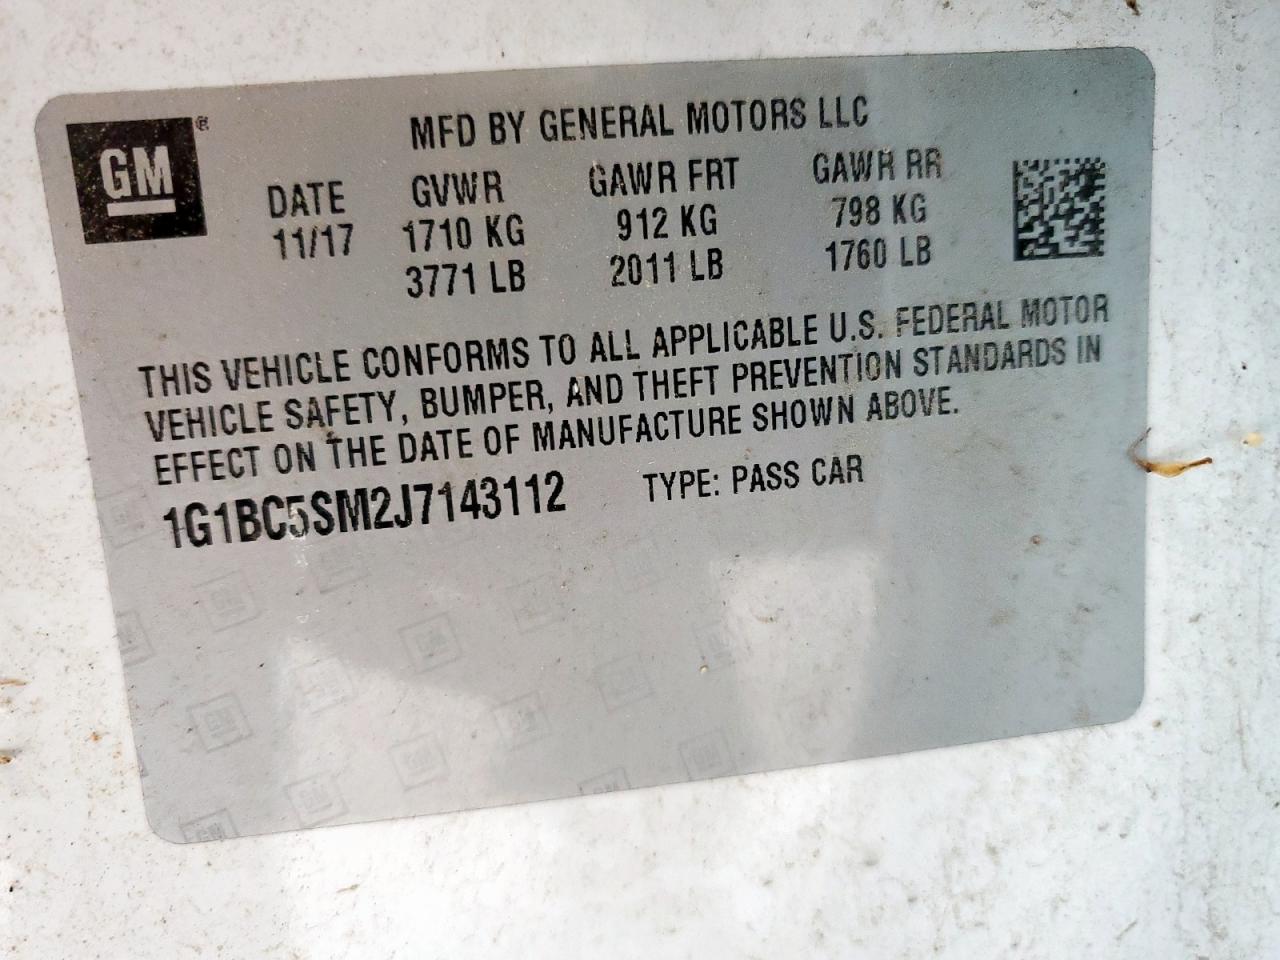 GM®
MFD BY GENERAL MOTORS LLC
DATE GVWR GAWR FRT GAWR RR
11/17 1710 KG 912 KG 798 KG
3771 LB 2011 LB 1760 LB
THIS VEHICLE CONFORMS TO ALL APPLICABLE U.S. FEDERAL MOTOR
VEHICLE SAFETY, BUMPER, AND THEFT PREVENTION STANDARDS IN
EFFECT ON THE DATE OF MANUFACTURE SHOWN ABOVE.
1G1BC5SM2J7143112 TYPE: PASS CAR